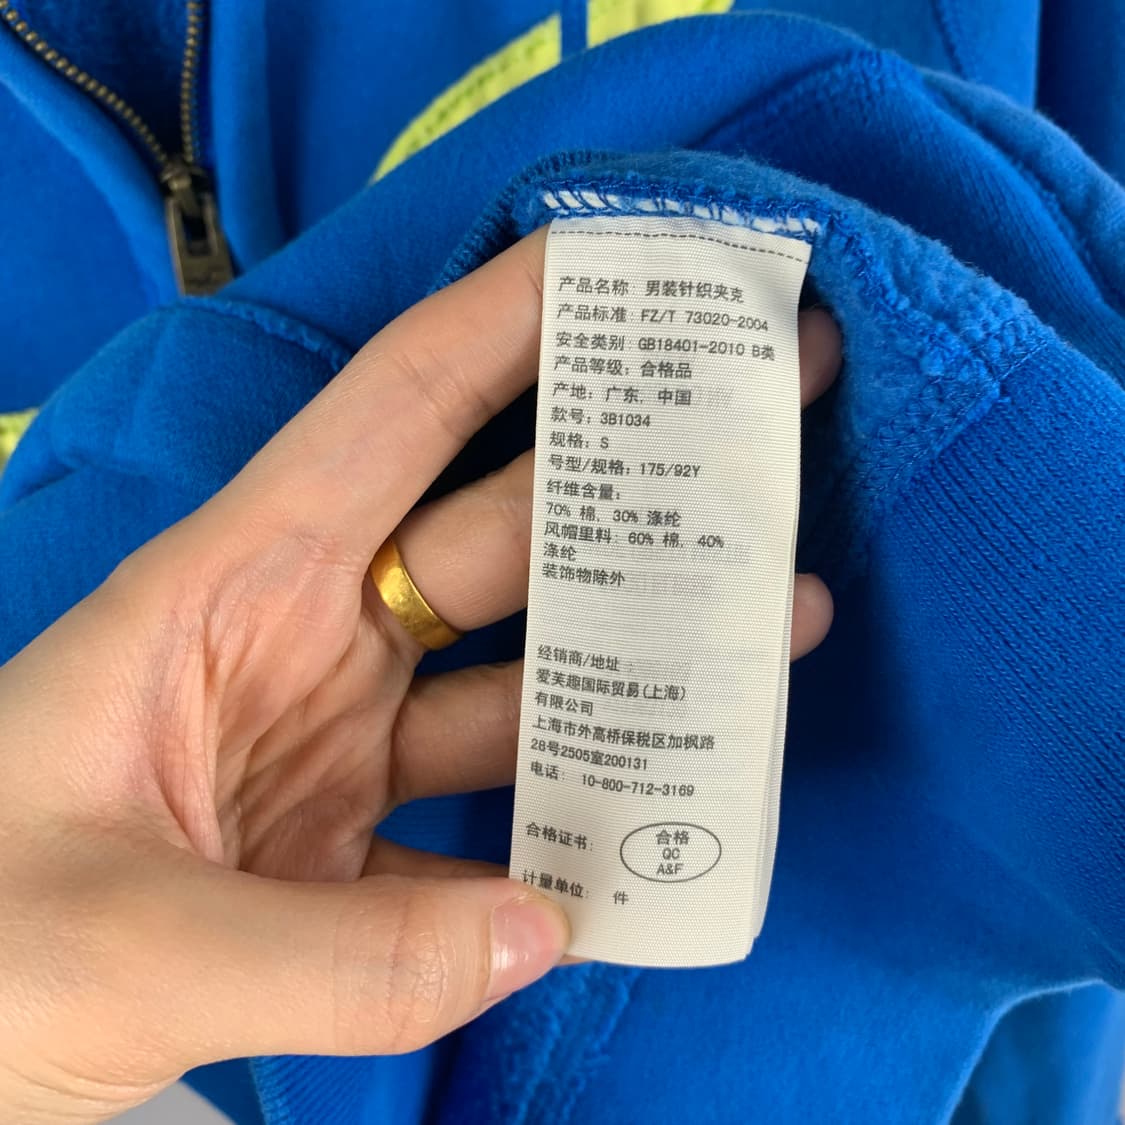 产品名称: 男装针织夹克
产品标准: FZ/T 73020-2004
安全类别 GB18401-2010 B类
产品等级: 合格品
产地: 广东, 中国
款号: 3B1034
规格: S
号型/规格: 175/92Y
纤维含量:
70% 棉, 30% 涤纶
风帽里料: 60% 棉, 40%
涤纶
装饰物除外
经销商/地址:
爱芙趣国际贸易(上海)
有限公司
上海市外高桥保税区加枫路
28号2505室200131
电话: 10-800-712-3169
合格证书:
合格
QC
A&F
计量单位: 件